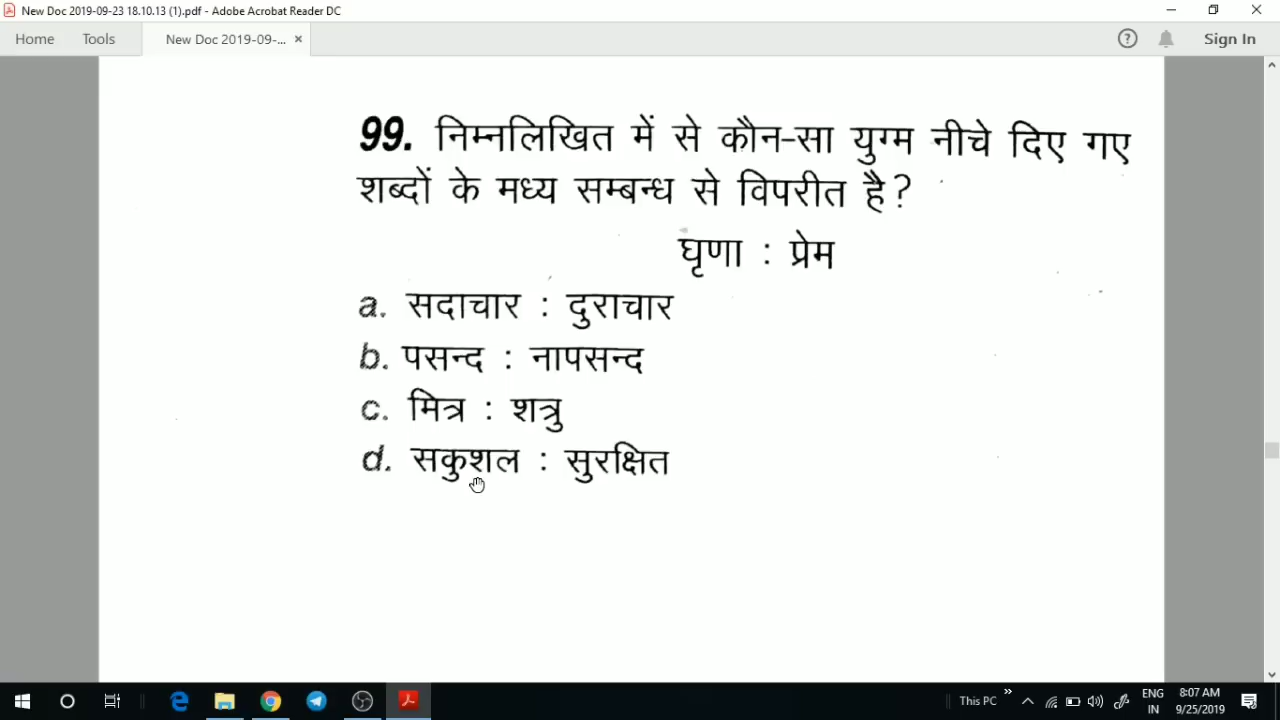 New Doc 2019-09-23 18.10.13 (1).pdf - Adobe Acrobat Reader DC
Home Tools New Doc 2019-09-... × ? Sign In
99. निम्नलिखित में से कौन-सा युग्म नीचे दिए गए
शब्दों के मध्य सम्बन्ध से विपरीत है?
घृणा : प्रेम
a. सदाचार : दुराचार
b. पसन्द : नापसन्द
c. मित्र : शत्रु
d. सकुशल : सुरक्षित
This PC » ENG 8:07 AM
IN 9/25/2019